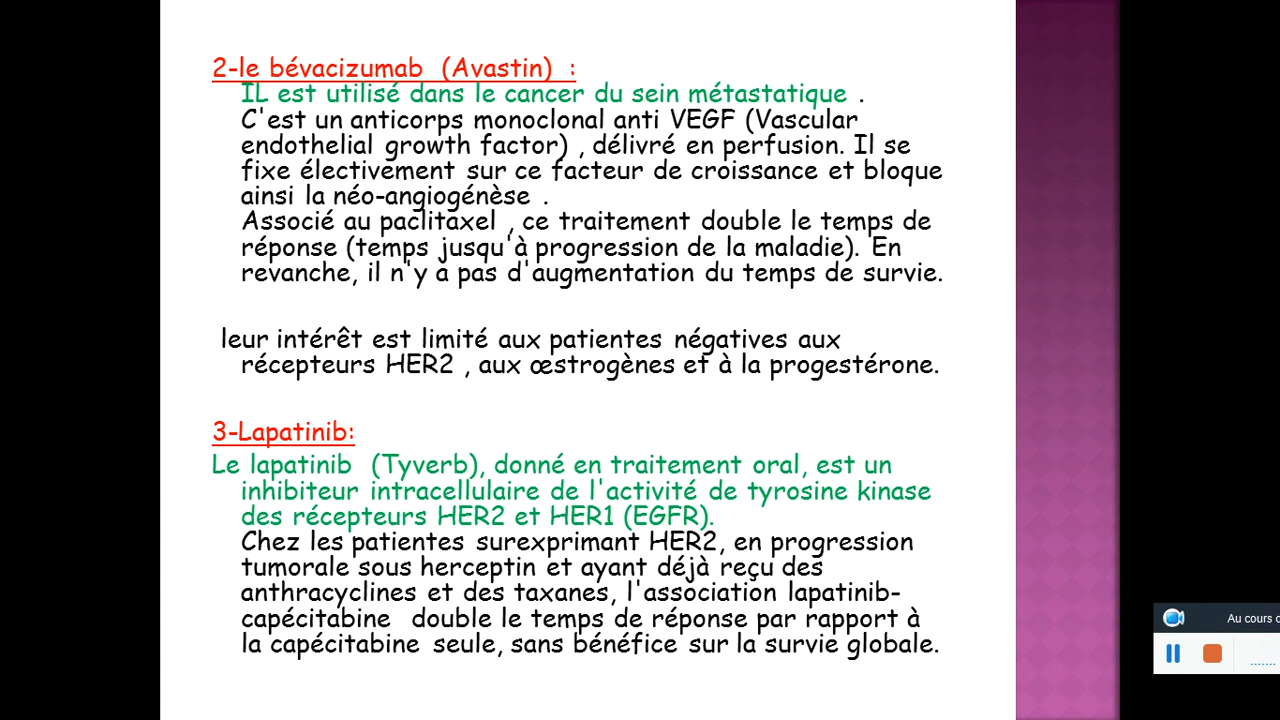 2-le bévacizumab (Avastin) :
IL est utilisé dans le cancer du sein métastatique .
C'est un anticorps monoclonal anti VEGF (Vascular
endothelial growth factor) , délivré en perfusion. Il se
fixe électivement sur ce facteur de croissance et bloque
ainsi la néo-angiogénèse .
Associé au paclitaxel , ce traitement double le temps de
réponse (temps jusqu'à progression de la maladie). En
revanche, il n'y a pas d'augmentation du temps de survie.
leur intérêt est limité aux patientes négatives aux
récepteurs HER2 , aux œstrogènes et à la progestérone.
3-Lapatinib:
Le lapatinib (Tyverb), donné en traitement oral, est un
inhibiteur intracellulaire de l'activité de tyrosine kinase
des récepteurs HER2 et HER1 (EGFR).
Chez les patientes surexprimant HER2, en progression
tumorale sous herceptin et ayant déjà reçu des
anthracyclines et des taxanes, l'association lapatinib-
capécitabine double le temps de réponse par rapport à
la capécitabine seule, sans bénéfice sur la survie globale.
Au cours